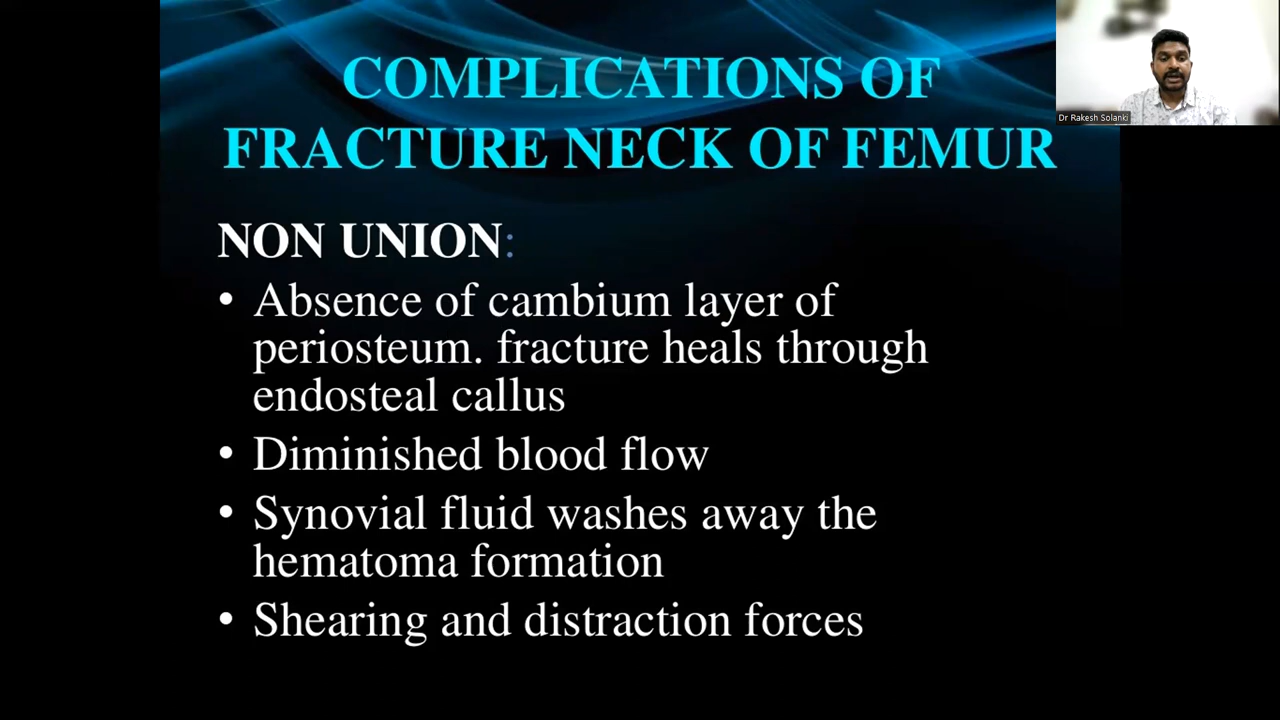 COMPLICATIONS OF
FRACTURE NECK OF FEMUR
Dr Rakesh Solanki
NON UNION:
• Absence of cambium layer of
periosteum. fracture heals through
endosteal callus
• Diminished blood flow
• Synovial fluid washes away the
hematoma formation
• Shearing and distraction forces